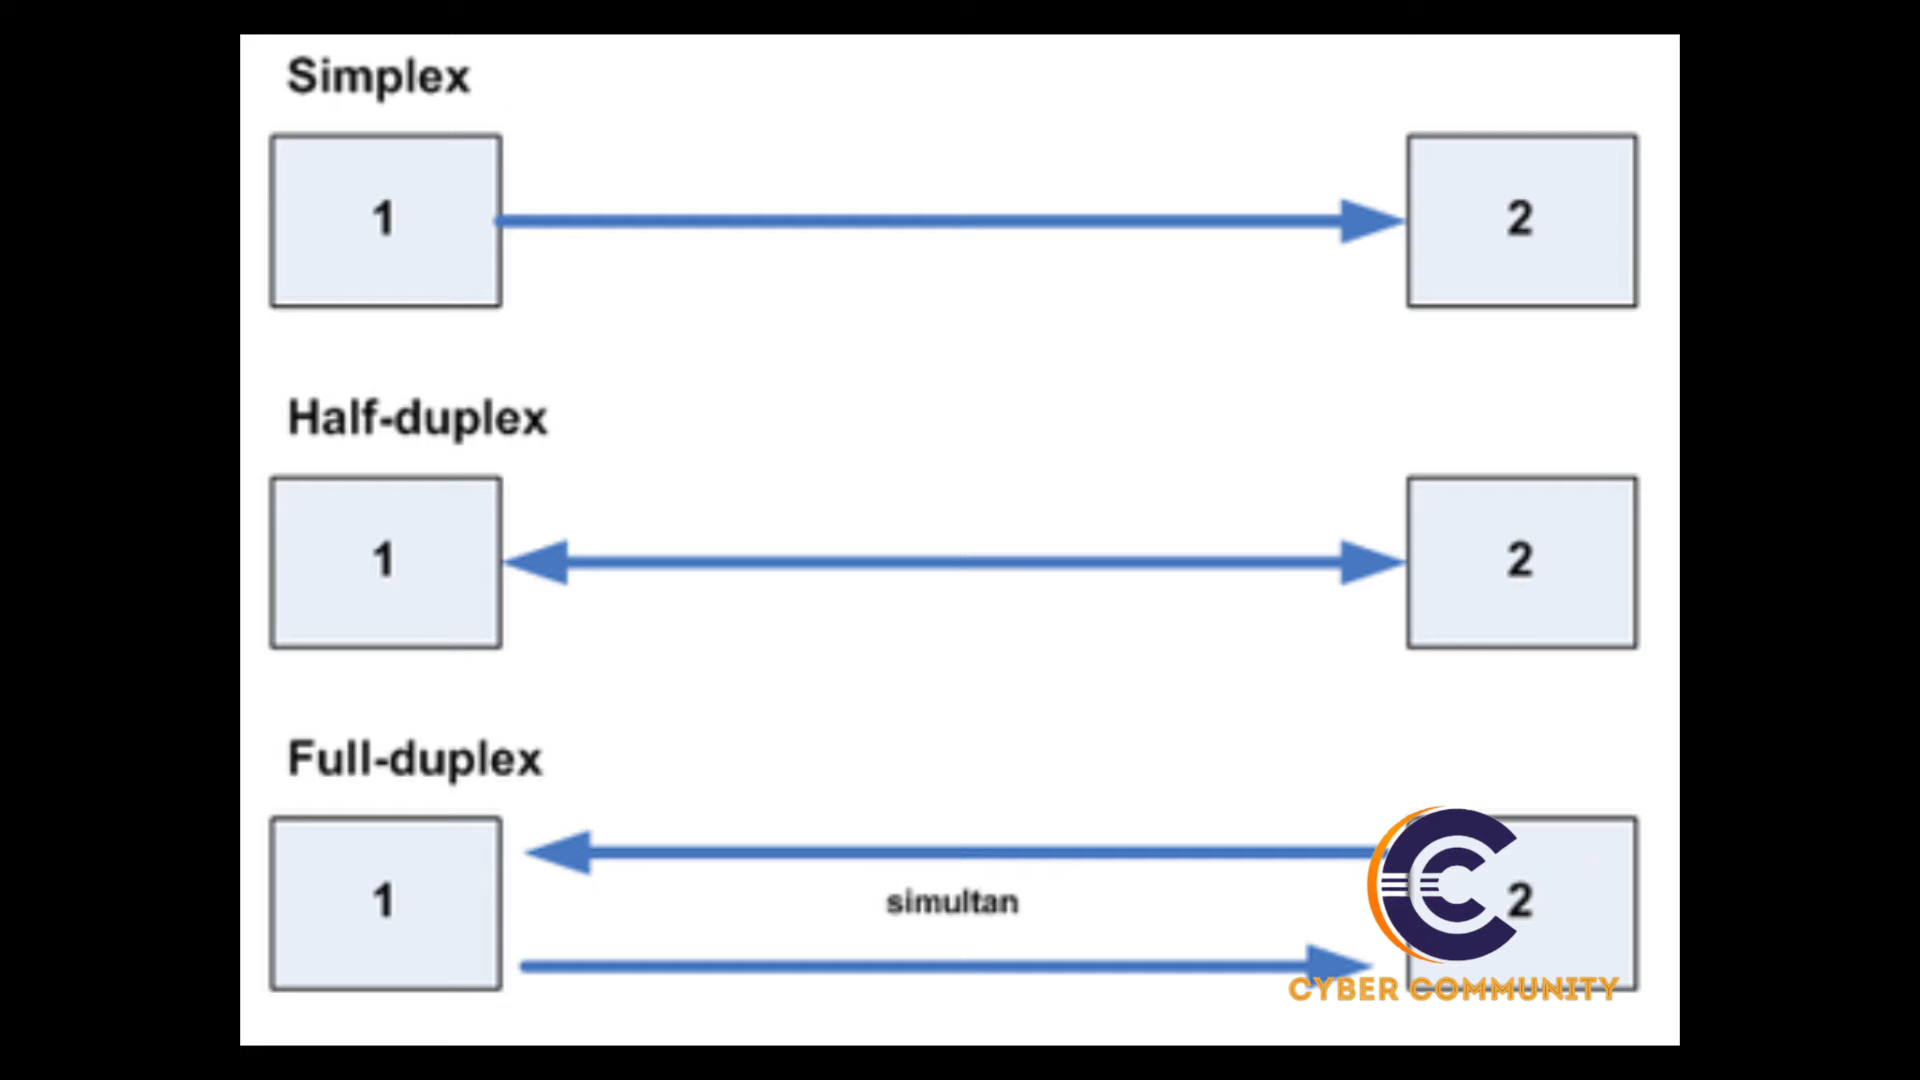 Simplex
1 2
Half-duplex
1 2
Full-duplex
1 simultan 2
CYBER COMMUNITY